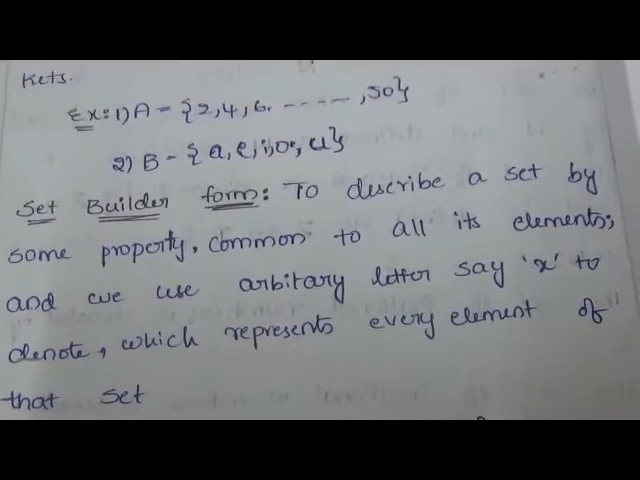 kets.
Ex: 1) A = {2, 4, 6. ------, 50}
2) B = {a, e, i, o, u}
Set Builder form: To describe a set by
some property, common to all its elements;
and we use arbitary letter say 'x' to
denote, which represents every element of
that set